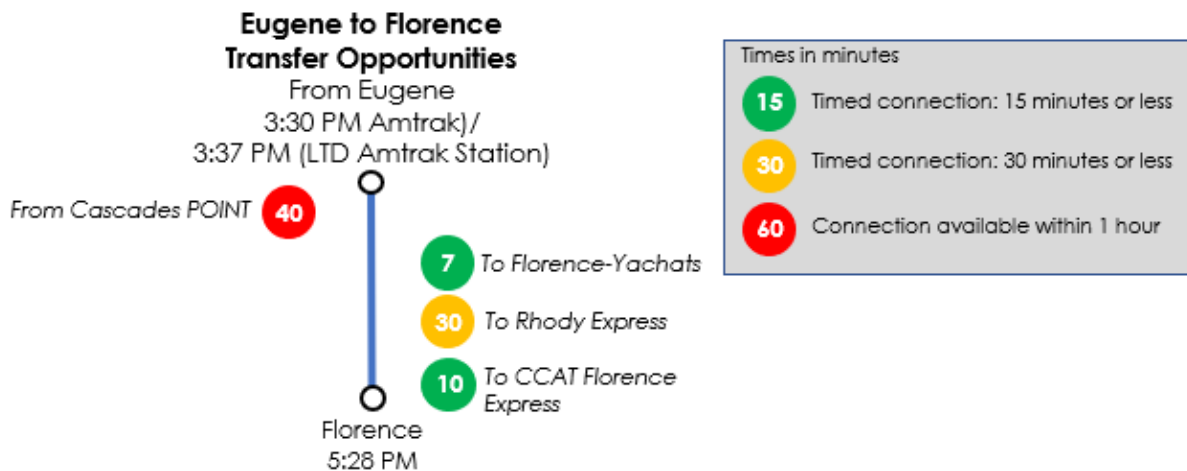 Eugene to Florence
Transfer Opportunities
From Eugene
3:30 PM Amtrak)/
3:37 PM (LTD Amtrak Station)
From Cascades POINT
40
7
To Florence-Yachats
30
To Rhody Express
10
To CCAT Florence
Express
Florence
5:28 PM
Times in minutes
15
Timed connection: 15 minutes or less
30
Timed connection: 30 minutes or less
60
Connection available within 1 hour